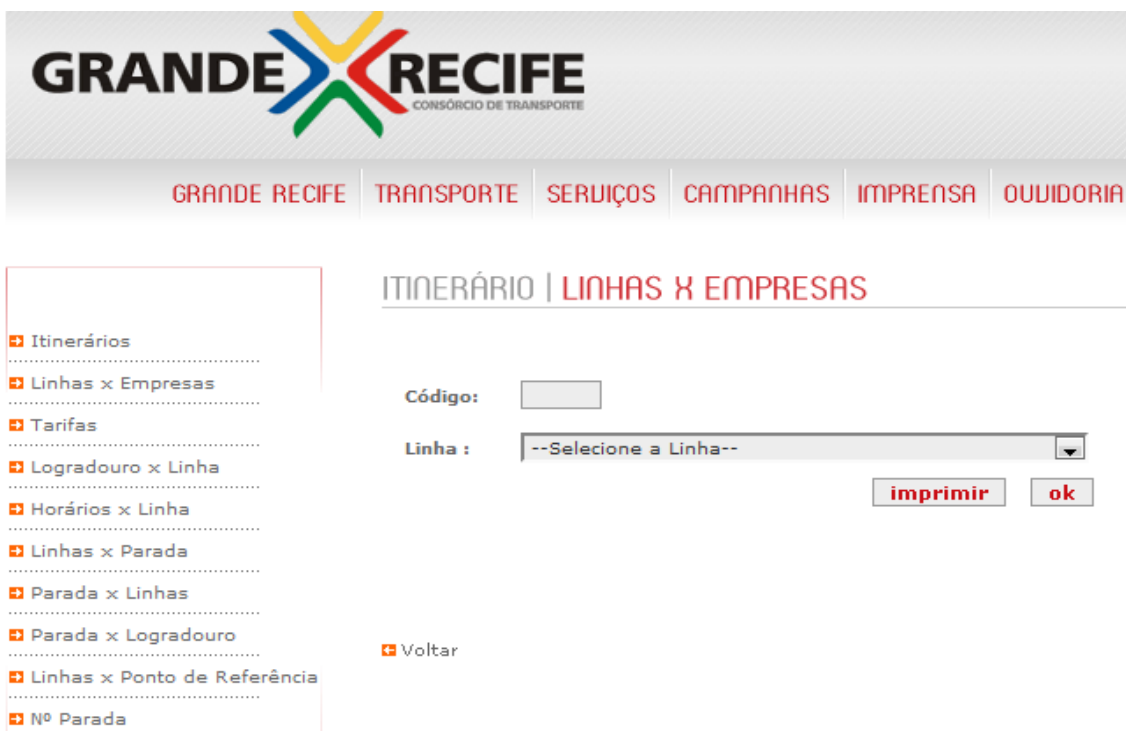 GRANDE RECIFE
CONSÓRCIO DE TRANSPORTE
GRANDE RECIFE TRANSPORTE SERVIÇOS CAMPANHAS IMPRENSA OUVIDORIA
ITINERÁRIO | LINHAS X EMPRESAS
Itinerários
Linhas x Empresas
Tarifas
Logradouro x Linha
Horários x Linha
Linhas x Parada
Parada x Linhas
Parada x Logradouro
Linhas x Ponto de Referência
Nº Parada
Código:
Linha : --Selecione a Linha--
imprimir ok
Voltar